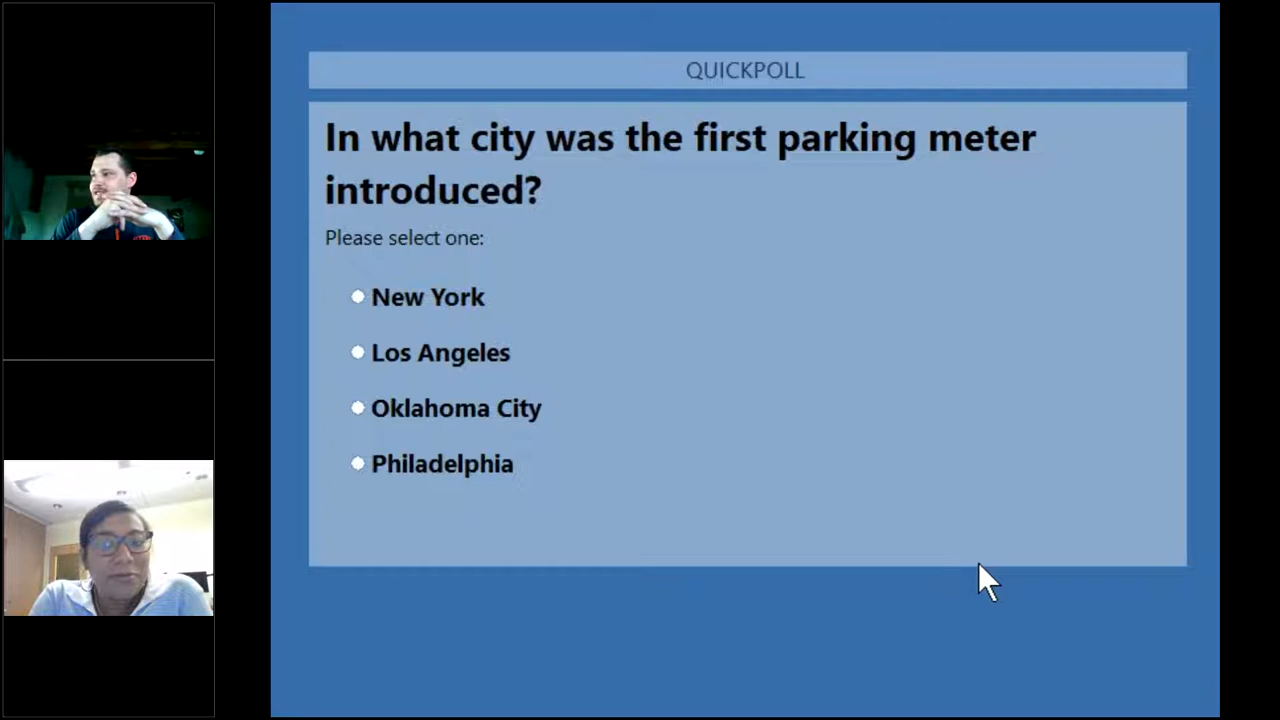 QUICKPOLL
In what city was the first parking meter
introduced?
Please select one:
New York
Los Angeles
Oklahoma City
Philadelphia